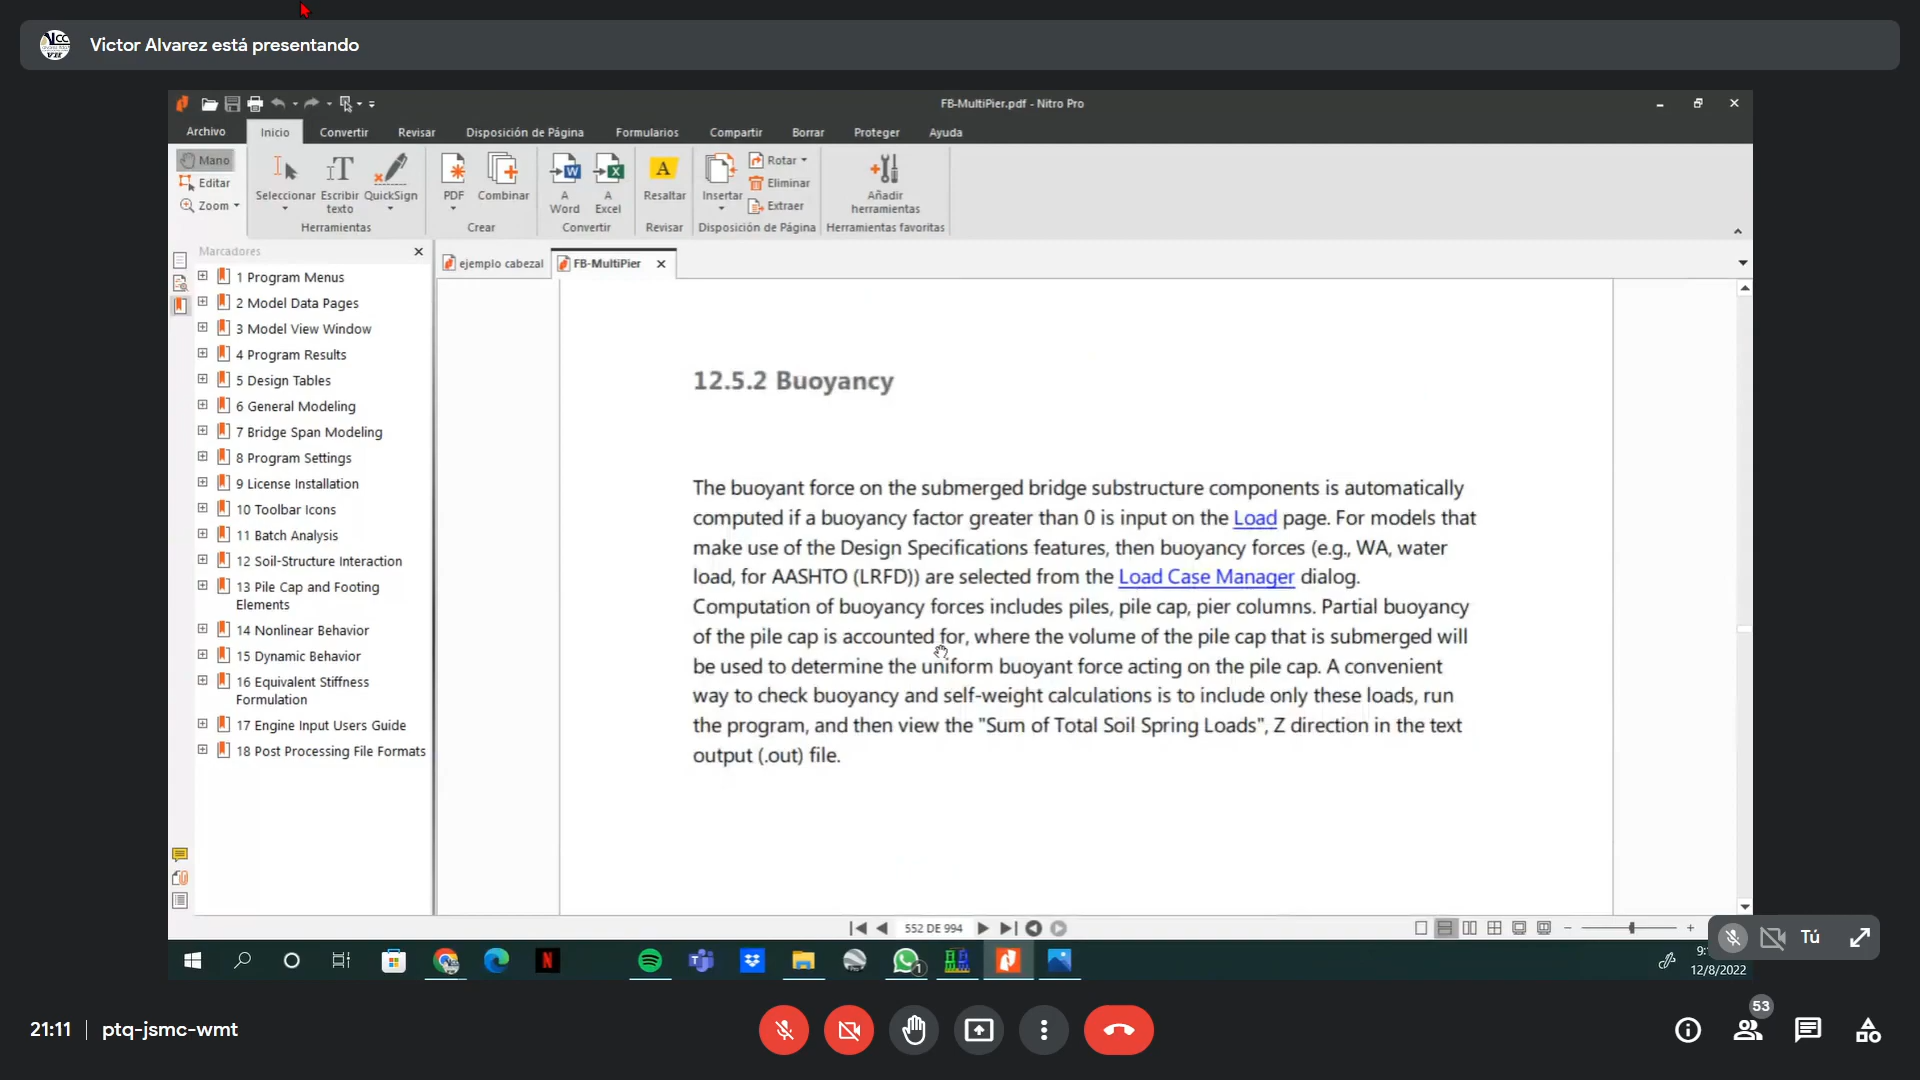 Victor Alvarez está presentando
FB-MultiPier.pdf - Nitro Pro
Archivo Inicio Convertir Revisar Disposición de Página Formularios Compartir Borrar Proteger Ayuda
Mano
Editar
Zoom
Seleccionar
Escribir
texto
QuickSign
Herramientas
PDF
Combinar
Crear
A
Word
A
Excel
Convertir
Resaltar
Revisar
Insertar
Rotar
Eliminar
Extraer
Disposición de Página
Añadir
herramientas
Herramientas favoritas
Marcadores
1 Program Menus
2 Model Data Pages
3 Model View Window
4 Program Results
5 Design Tables
6 General Modeling
7 Bridge Span Modeling
8 Program Settings
9 License Installation
10 Toolbar Icons
11 Batch Analysis
12 Soil-Structure Interaction
13 Pile Cap and Footing
Elements
14 Nonlinear Behavior
15 Dynamic Behavior
16 Equivalent Stiffness
Formulation
17 Engine Input Users Guide
18 Post Processing File Formats
ejemplo cabezal
FB-MultiPier
12.5.2 Buoyancy
The buoyant force on the submerged bridge substructure components is automatically
computed if a buoyancy factor greater than 0 is input on the Load page. For models that
make use of the Design Specifications features, then buoyancy forces (e.g., WA, water
load, for AASHTO (LRFD)) are selected from the Load Case Manager dialog.
Computation of buoyancy forces includes piles, pile cap, pier columns. Partial buoyancy
of the pile cap is accounted for, where the volume of the pile cap that is submerged will
be used to determine the uniform buoyant force acting on the pile cap. A convenient
way to check buoyancy and self-weight calculations is to include only these loads, run
the program, and then view the "Sum of Total Soil Spring Loads", Z direction in the text
output (.out) file.
552 DE 994
Tú
12/8/2022
21:11 ptq-jsmc-wmt
53